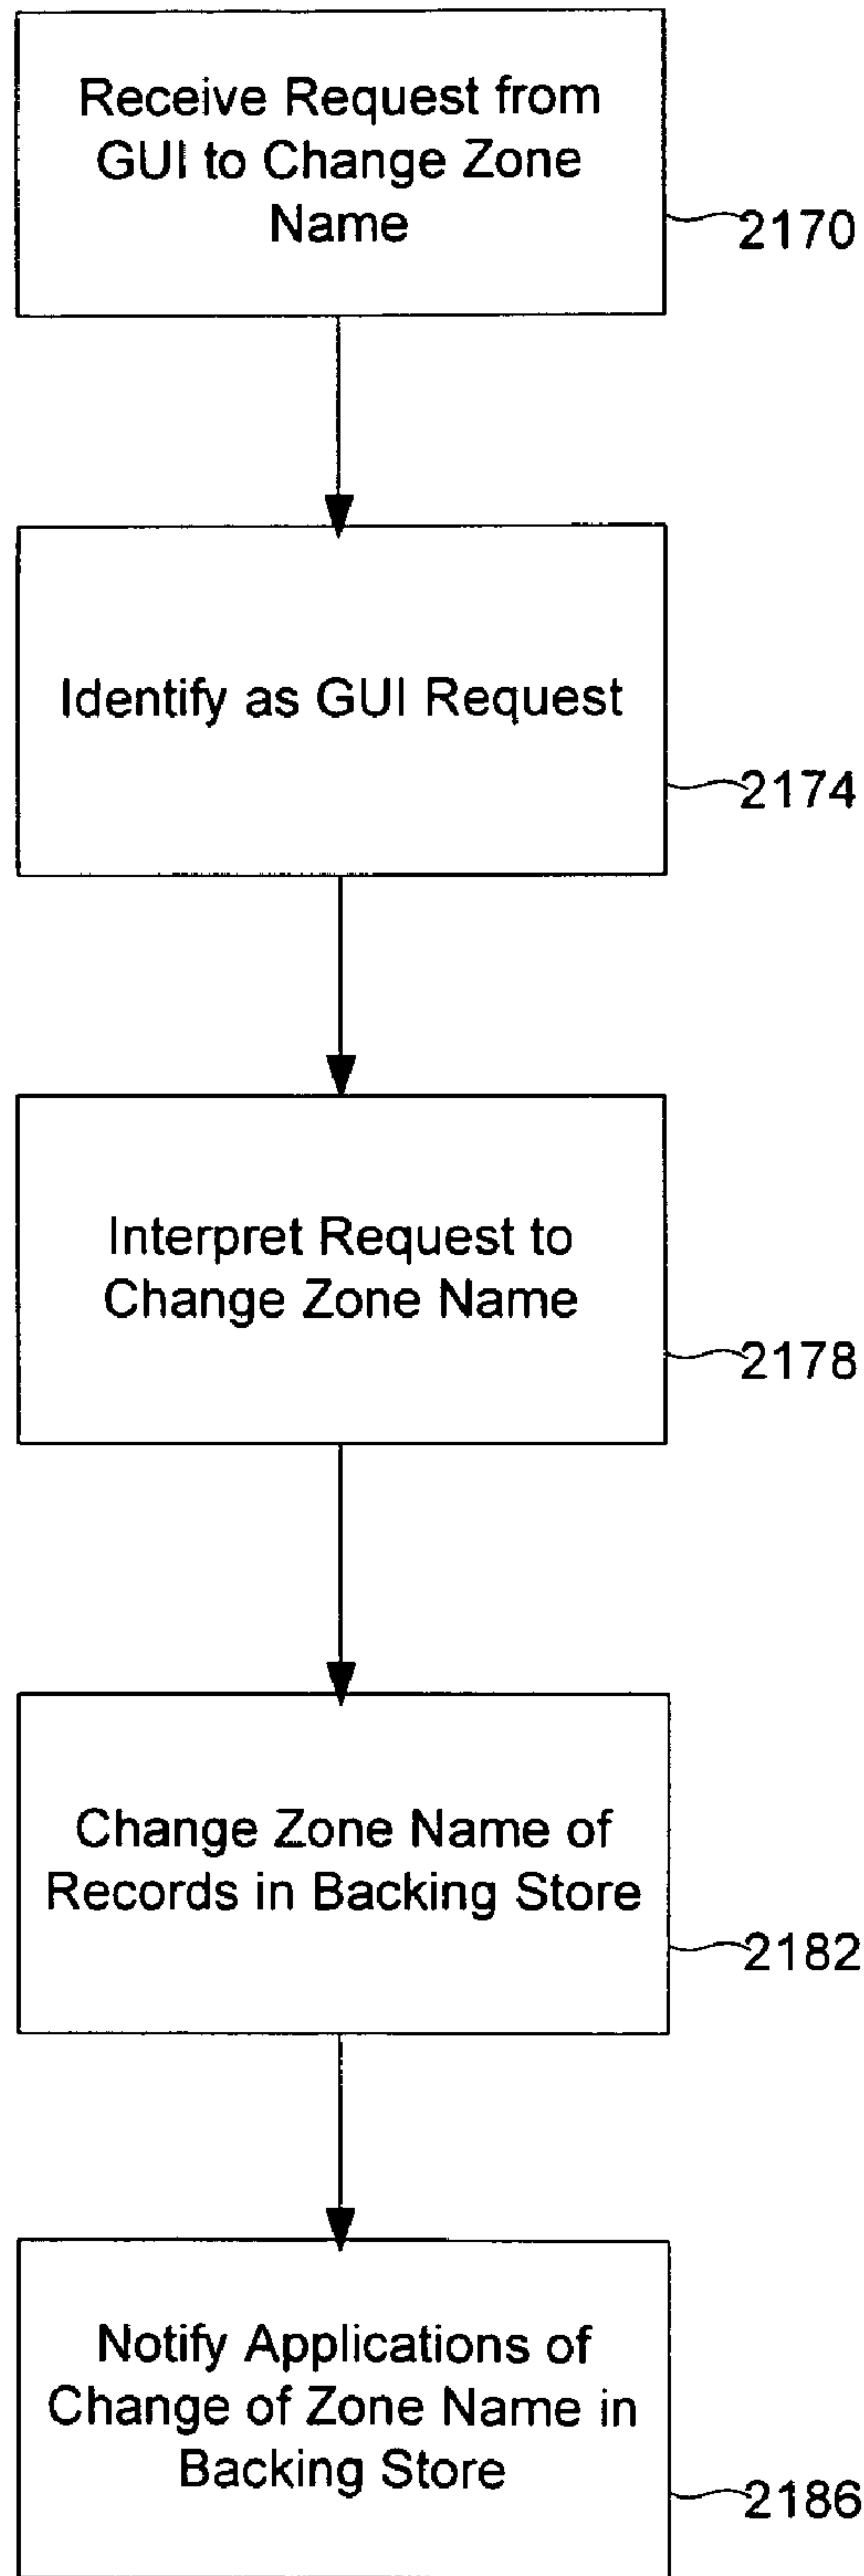 Receive Request from
GUI to Change Zone
Name
2170
Identify as GUI Request
2174
Interpret Request to
Change Zone Name
2178
Change Zone Name of
Records in Backing Store
2182
Notify Applications of
Change of Zone Name in
Backing Store
2186